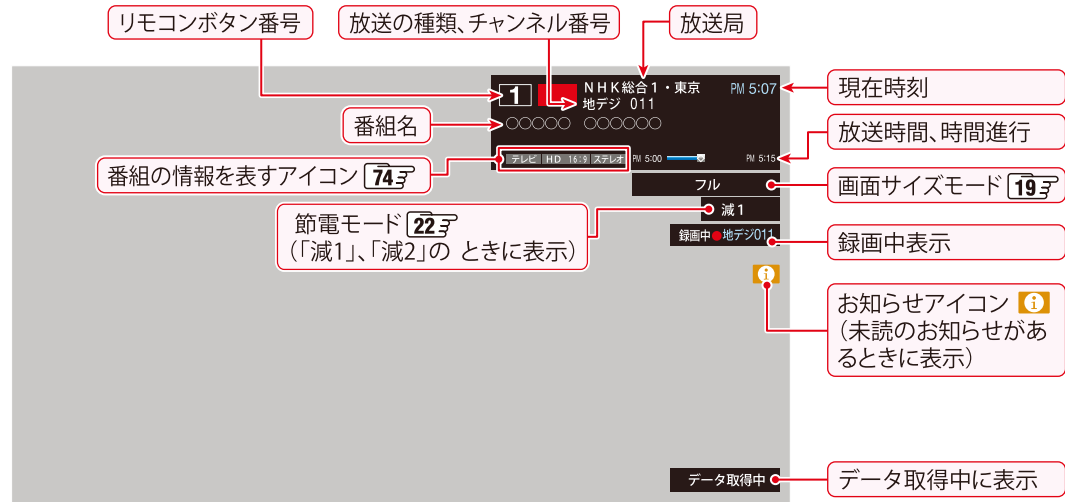 リモコンボタン番号
放送の種類、チャンネル番号
放送局
1
NHK総合1・東京
PM 5:07
地デジ 011
現在時刻
番組名
○○○○○ ○○○○○○
放送時間、時間進行
テレビ HD 16:9 ステレオ
PM 5:00
PM 5:15
番組の情報を表すアイコン 74
フル
画面サイズモード 19
節電モード 22
(「減1」、「減2」の ときに表示)
減1
録画中 地デジ011
録画中表示
お知らせアイコン
(未読のお知らせがあ
るときに表示)
データ取得中
データ取得中に表示